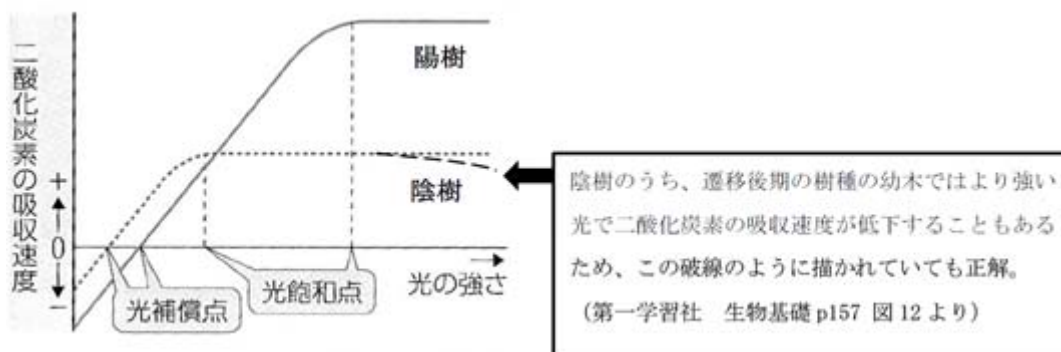 二酸化炭素の吸収速度
+
0
−
陽樹
陰樹
光の強さ
光飽和点
光補償点
陰樹のうち、遷移後期の樹種の幼木ではより強い
光で二酸化炭素の吸収速度が低下することもある
ため、この破線のように描かれていても正解。
（第一学習社　生物基礎 p157 図 12 より）